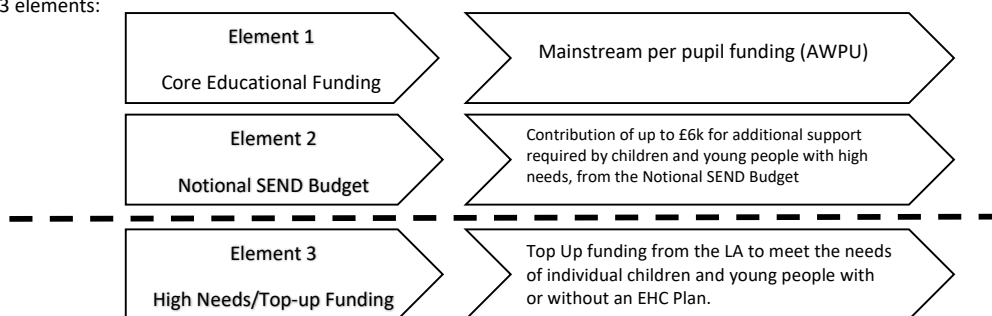 3 elements:
Element 1
Core Educational Funding
Mainstream per pupil funding (AWPU)
Element 2
Notional SEND Budget
Contribution of up to £6k for additional support
required by children and young people with high
needs, from the Notional SEND Budget
Element 3
High Needs/Top-up Funding
Top Up funding from the LA to meet the needs
of individual children and young people with
or without an EHC Plan.